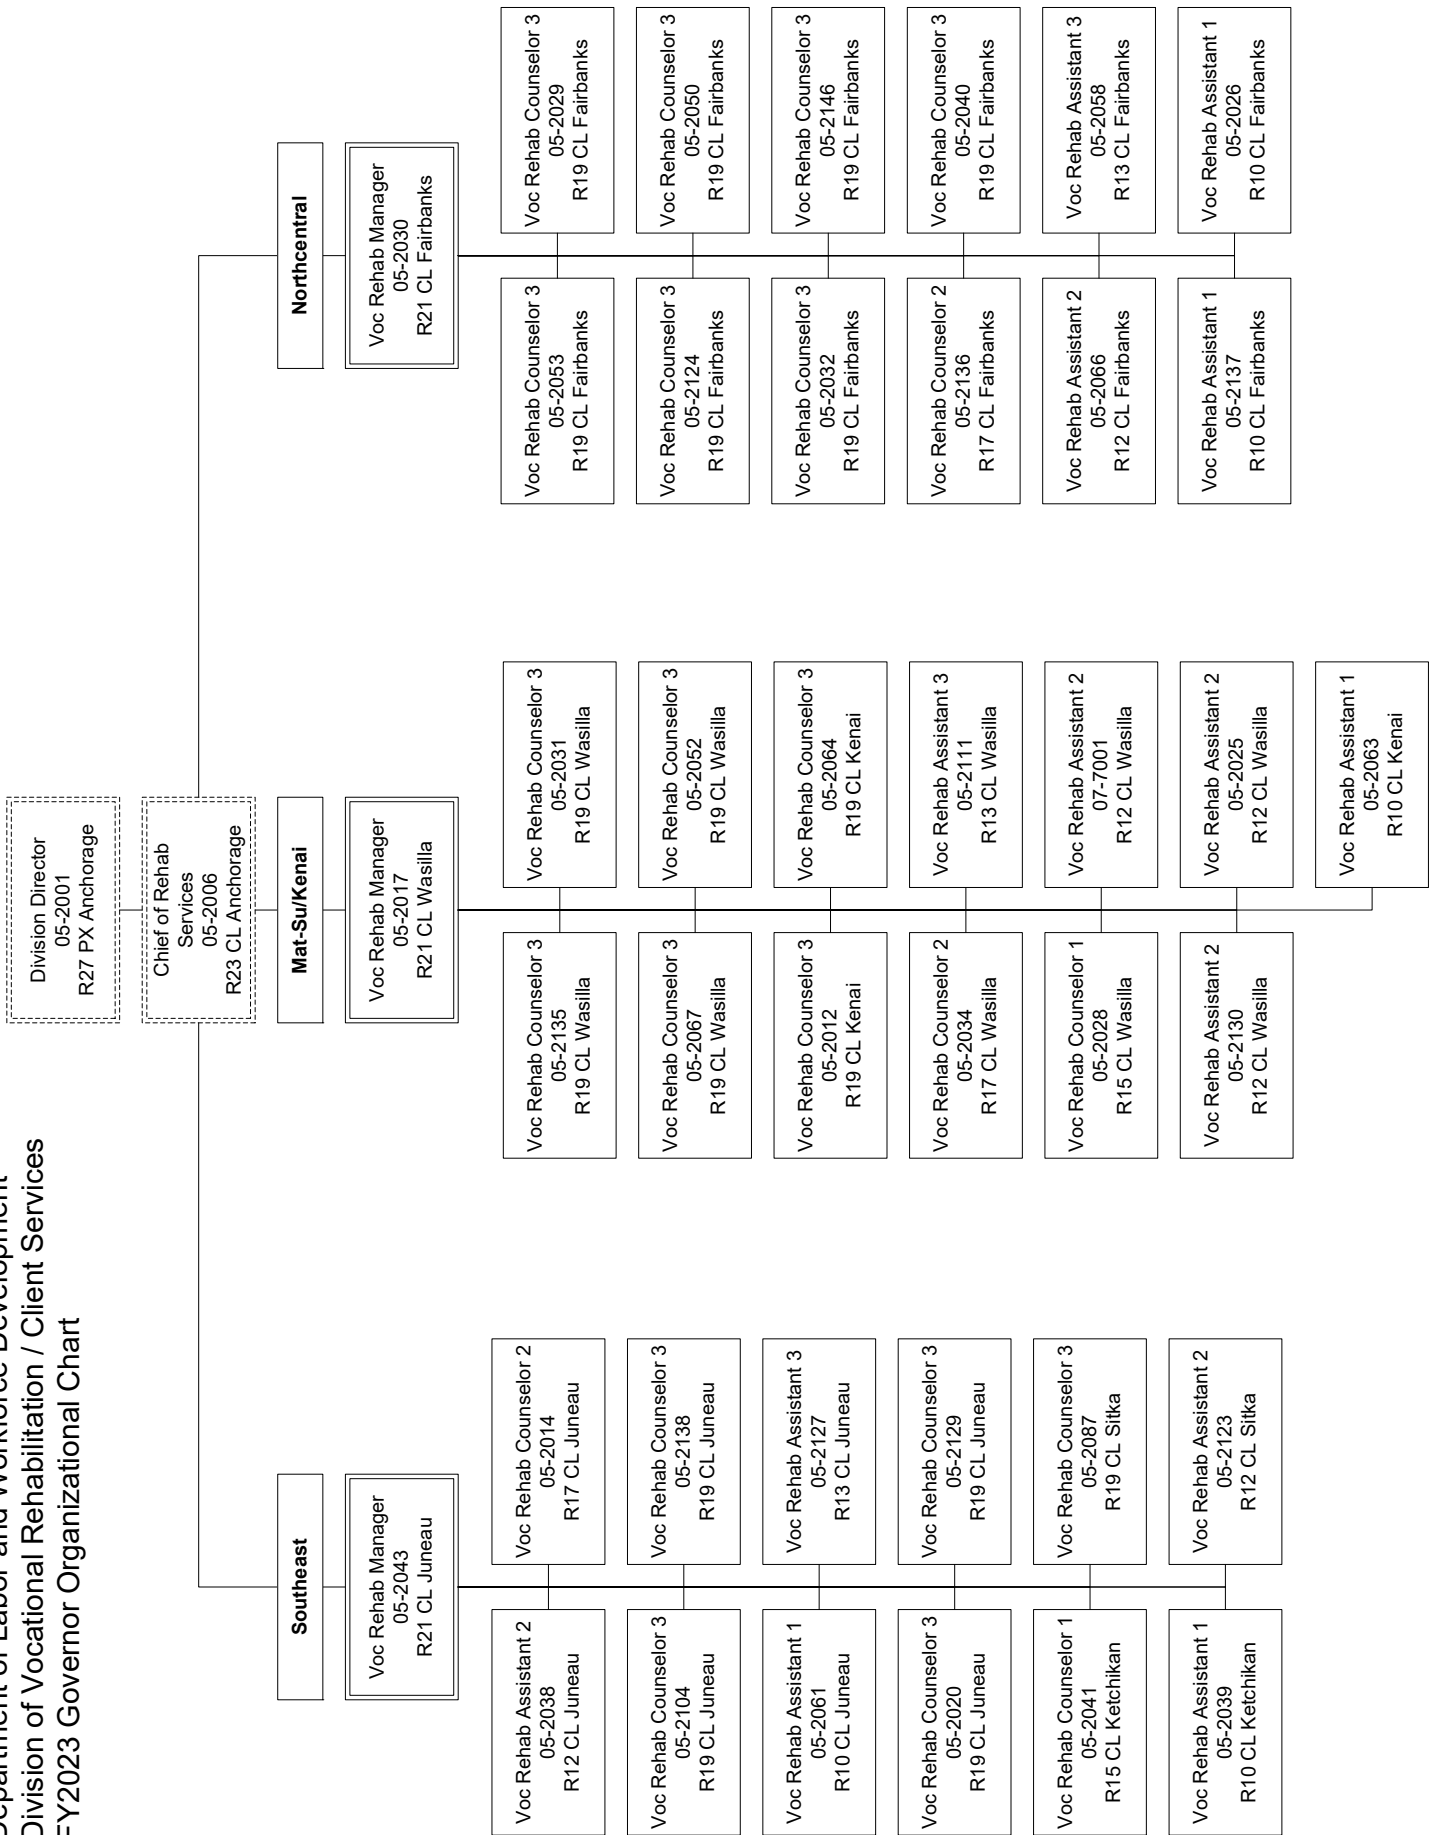 Department of Labor and Workforce Development
Division of Vocational Rehabilitation / Client Services
FY2023 Governor Organizational Chart
Division Director
05-2001
R27 PX Anchorage
Chief of Rehab
Services
05-2006
R23 CL Anchorage
Southeast
Voc Rehab Manager
05-2043
R21 CL Juneau
Voc Rehab Assistant 2
05-2038
R12 CL Juneau
Voc Rehab Counselor 2
05-2014
R17 CL Juneau
Voc Rehab Counselor 3
05-2104
R19 CL Juneau
Voc Rehab Counselor 3
05-2138
R19 CL Juneau
Voc Rehab Assistant 1
05-2061
R10 CL Juneau
Voc Rehab Assistant 3
05-2127
R13 CL Juneau
Voc Rehab Counselor 3
05-2020
R19 CL Juneau
Voc Rehab Counselor 3
05-2129
R19 CL Juneau
Voc Rehab Counselor 1
05-2041
R15 CL Ketchikan
Voc Rehab Counselor 3
05-2087
R19 CL Sitka
Voc Rehab Assistant 1
05-2039
R10 CL Ketchikan
Voc Rehab Assistant 2
05-2123
R12 CL Sitka
Mat-Su/Kenai
Voc Rehab Manager
05-2017
R21 CL Wasilla
Voc Rehab Counselor 3
05-2135
R19 CL Wasilla
Voc Rehab Counselor 3
05-2031
R19 CL Wasilla
Voc Rehab Counselor 3
05-2067
R19 CL Wasilla
Voc Rehab Counselor 3
05-2052
R19 CL Wasilla
Voc Rehab Counselor 3
05-2012
R19 CL Kenai
Voc Rehab Counselor 3
05-2064
R19 CL Kenai
Voc Rehab Counselor 2
05-2034
R17 CL Wasilla
Voc Rehab Assistant 3
05-2111
R13 CL Wasilla
Voc Rehab Counselor 1
05-2028
R15 CL Wasilla
Voc Rehab Assistant 2
07-7001
R12 CL Wasilla
Voc Rehab Assistant 2
05-2130
R12 CL Wasilla
Voc Rehab Assistant 2
05-2025
R12 CL Wasilla
Voc Rehab Assistant 1
05-2063
R10 CL Kenai
Northcentral
Voc Rehab Manager
05-2030
R21 CL Fairbanks
Voc Rehab Counselor 3
05-2053
R19 CL Fairbanks
Voc Rehab Counselor 3
05-2029
R19 CL Fairbanks
Voc Rehab Counselor 3
05-2124
R19 CL Fairbanks
Voc Rehab Counselor 3
05-2050
R19 CL Fairbanks
Voc Rehab Counselor 3
05-2032
R19 CL Fairbanks
Voc Rehab Counselor 3
05-2146
R19 CL Fairbanks
Voc Rehab Counselor 2
05-2136
R17 CL Fairbanks
Voc Rehab Counselor 3
05-2040
R19 CL Fairbanks
Voc Rehab Assistant 2
05-2066
R12 CL Fairbanks
Voc Rehab Assistant 3
05-2058
R13 CL Fairbanks
Voc Rehab Assistant 1
05-2137
R10 CL Fairbanks
Voc Rehab Assistant 1
05-2026
R10 CL Fairbanks